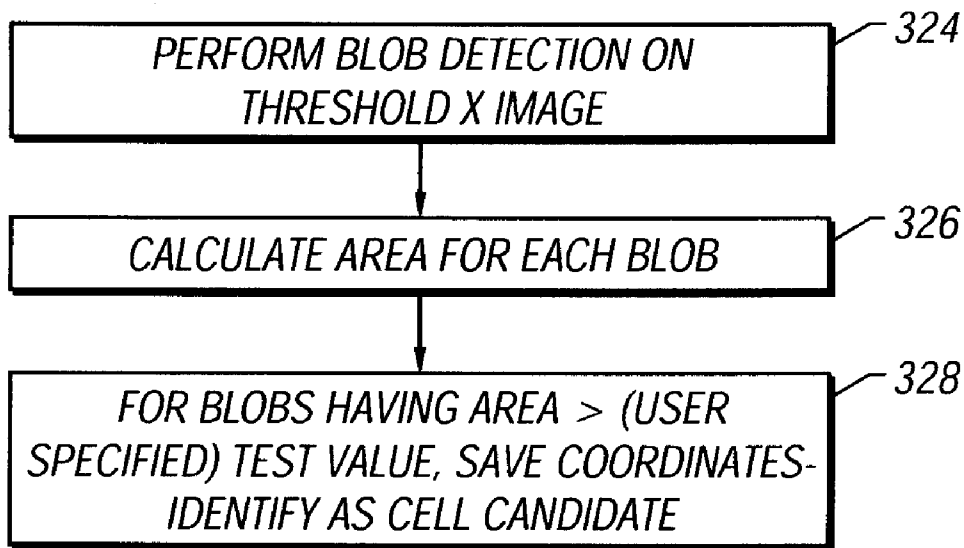 324
PERFORM BLOB DETECTION ON
THRESHOLD X IMAGE
326
CALCULATE AREA FOR EACH BLOB
328
FOR BLOBS HAVING AREA > (USER
SPECIFIED) TEST VALUE, SAVE COORDINATES-
IDENTIFY AS CELL CANDIDATE